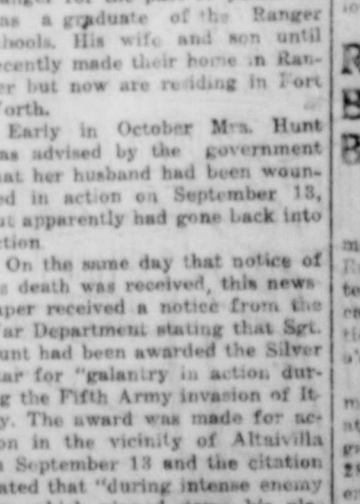 as a graduate of the Ranger
hools. His wife and son until
ecently made their home in Ran-
er but now are residing in Fort
orth.
Early in October Mrs. Hunt
as advised by the government
hat her husband had been woun-
ed in action on September 13,
ut apparently had gone back into
ction.
On the same day that notice of
s death was received, this news
aper received a notice from the
ar Department stating that Sgt.
unt had been awarded the Silver
tar for "galantry in action dur-
g the Fifth Army invasion of It-
y. The award was made for ac-
on in the vicinity of Altaivilla
n September 13 and the citation
ated that "during intense enemy